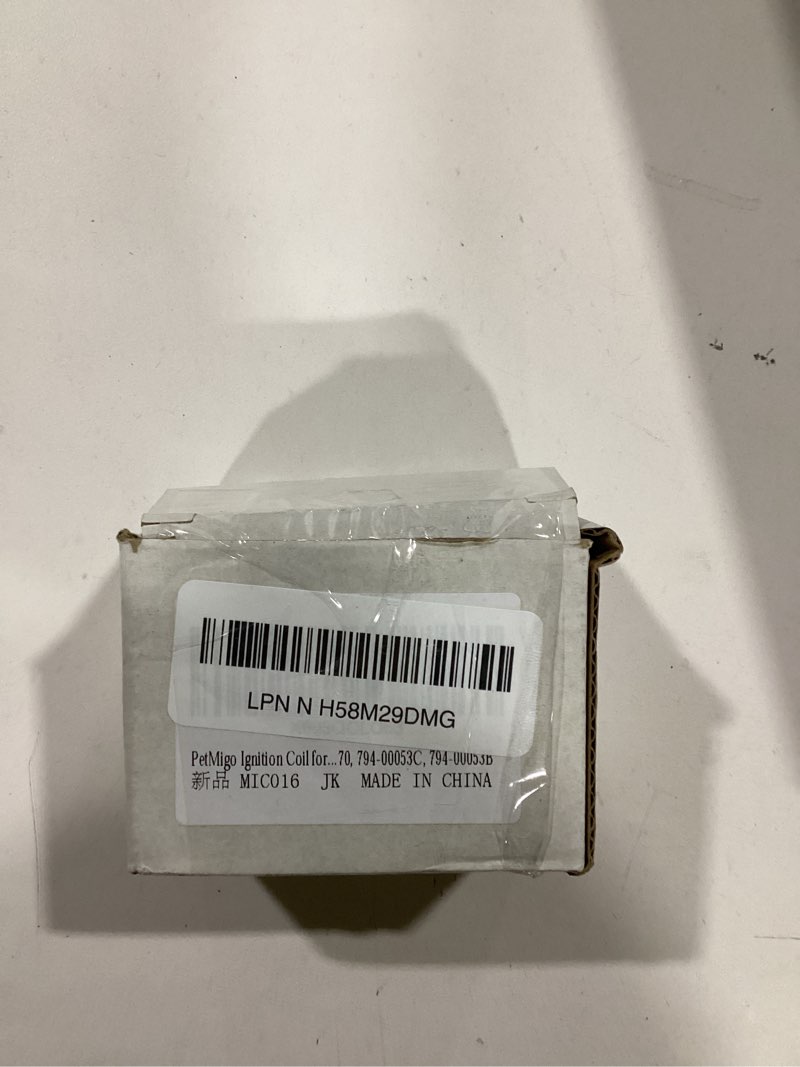 LPN N H58M29DMG
PetMigo Ignition Coil for...70, 794-00053C, 794-00053B
新品 MIC016 JK MADE IN CHINA